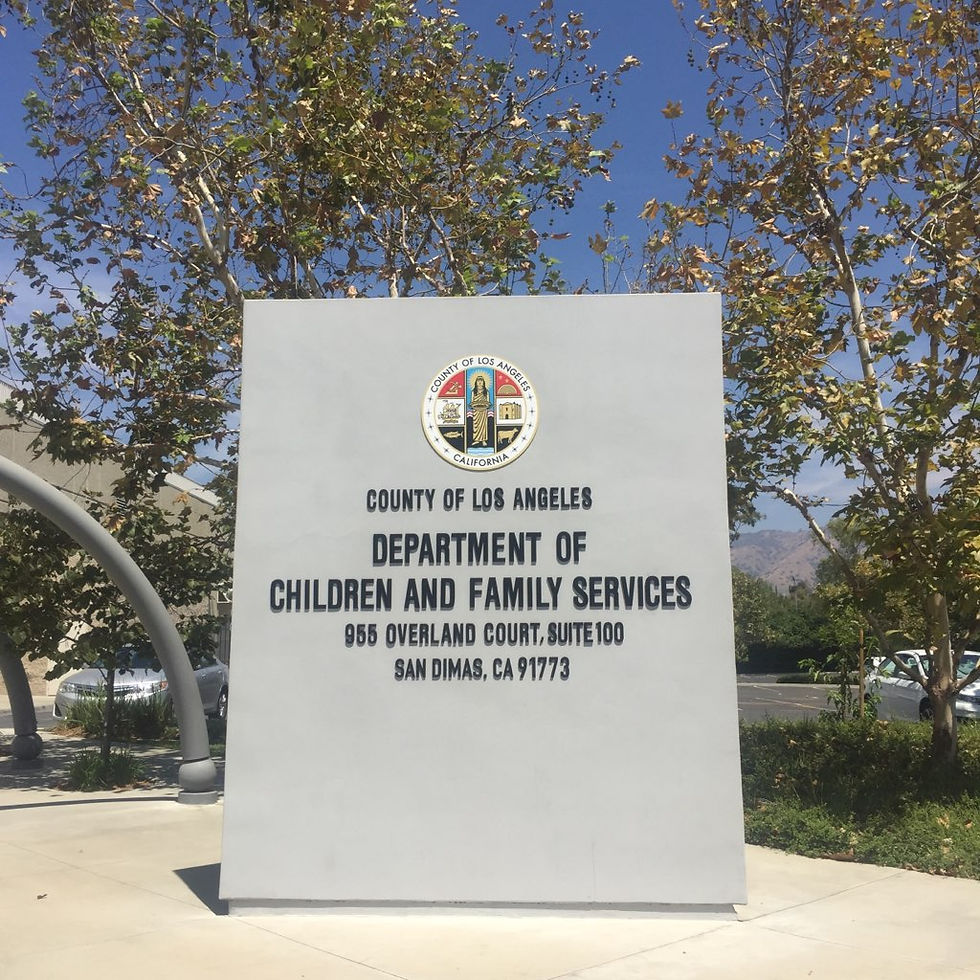 COUNTY OF LOS ANGELES
CALIFORNIA
COUNTY OF LOS ANGELES
DEPARTMENT OF
CHILDREN AND FAMILY SERVICES
955 OVERLAND COURT, SUITE 100
SAN DIMAS, CA 91773